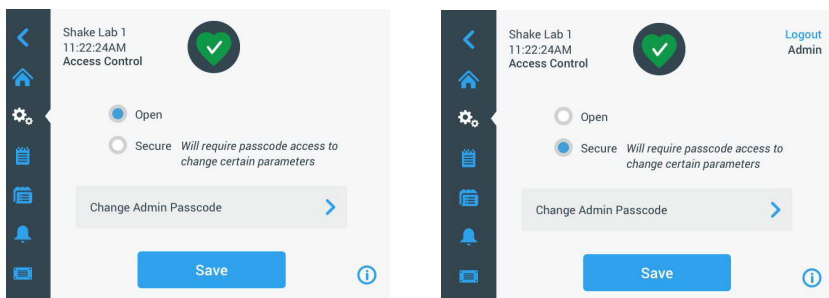 Shake Lab 1
11:22:24AM
Access Control
Open
Secure Will require passcode access to
change certain parameters
Change Admin Passcode
Save
Shake Lab 1
11:22:24AM
Access Control
Logout
Admin
Open
Secure Will require passcode access to
change certain parameters
Change Admin Passcode
Save